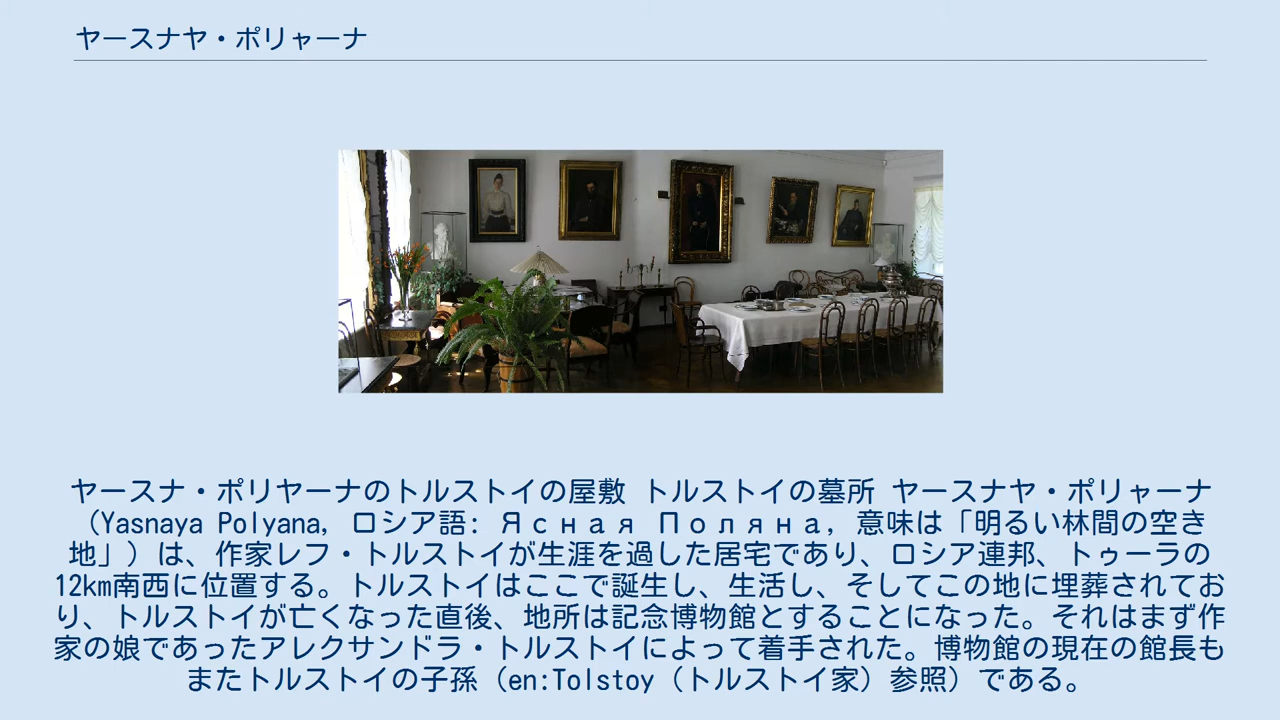 ヤースナヤ・ポリャーナ
ヤースナ・ポリヤーナのトルストイの屋敷 トルストイの墓所 ヤースナヤ・ポリャーナ
（Yasnaya Polyana, ロシア語: Ясная Поляна, 意味は「明るい林間の空き
地」）は、作家レフ・トルストイが生涯を過した居宅であり、ロシア連邦、トゥーラの
12km南西に位置する。トルストイはここで誕生し、生活し、そしてこの地に埋葬されてお
り、トルストイが亡くなった直後、地所は記念博物館とすることになった。それはまず作
家の娘であったアレクサンドラ・トルストイによって着手された。博物館の現在の館長も
またトルストイの子孫（en:Tolstoy（トルストイ家）参照）である。